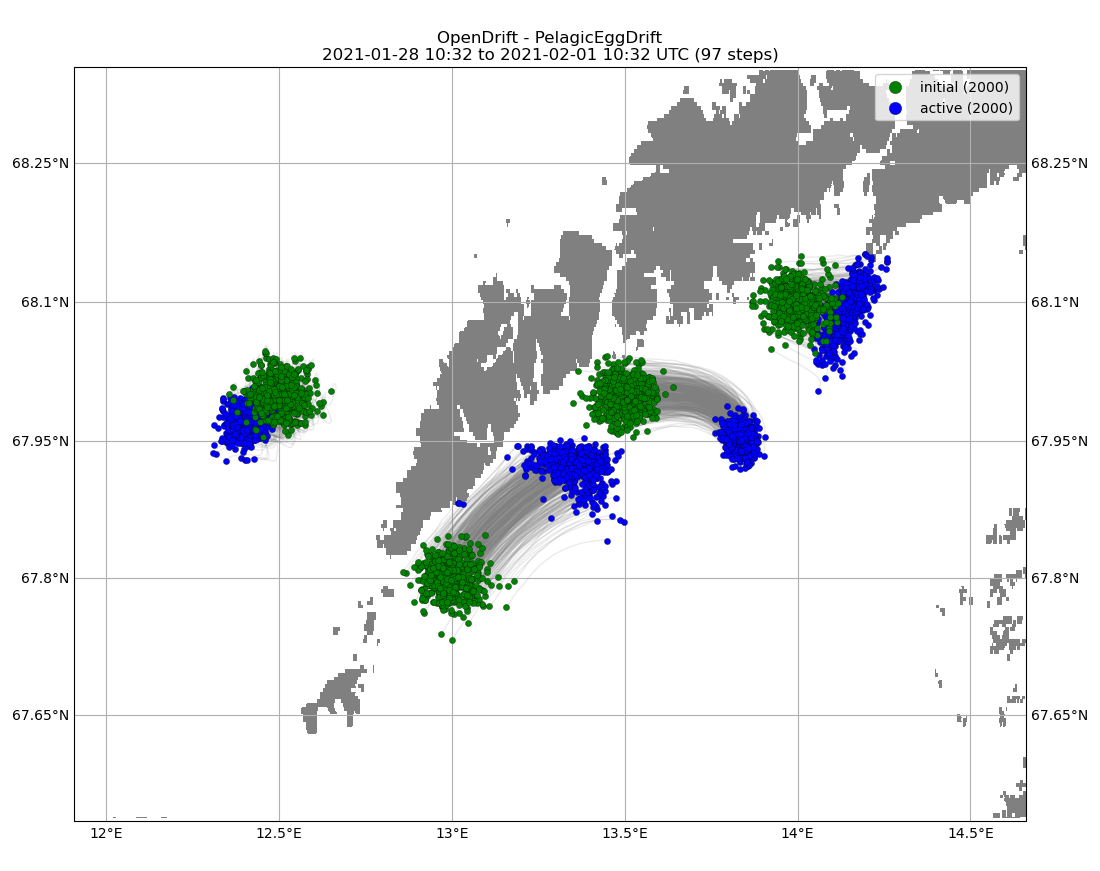 OpenDrift - PelagicEggDrift
2021-01-28 10:32 to 2021-02-01 10:32 UTC (97 steps)
initial (2000)
active (2000)
68.25°N
68.25°N
68.1°N
68.1°N
67.95°N
67.95°N
67.8°N
67.8°N
67.65°N
67.65°N
12°E
12.5°E
13°E
13.5°E
14°E
14.5°E